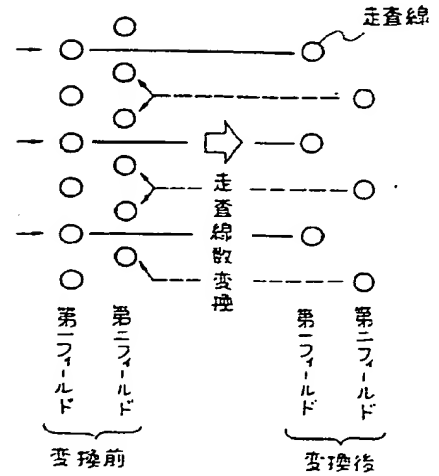 走査線
走査線数変換
第一フィールド
第二フィールド
第一フィールド
第二フィールド
変換前
変換後